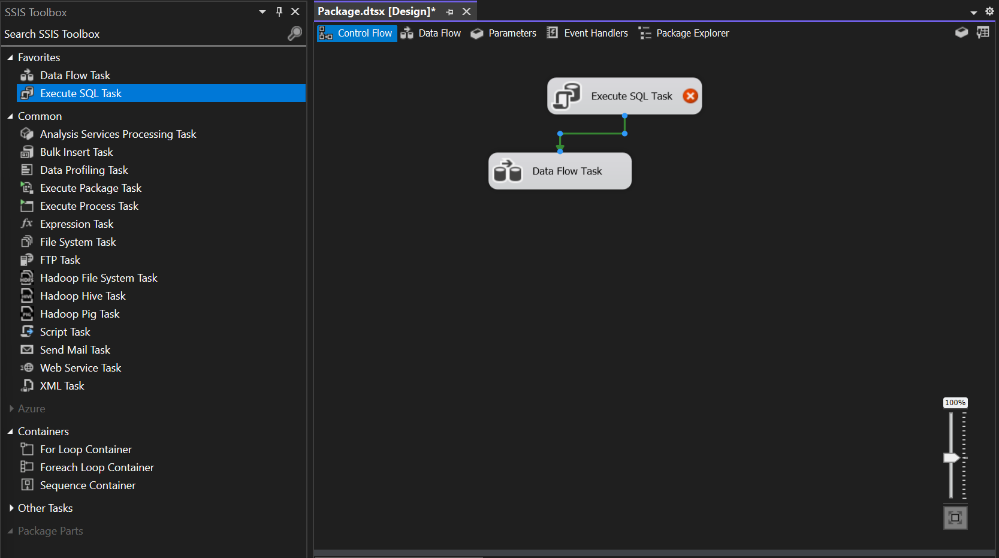 SSIS Toolbox
Search SSIS Toolbox
Favorites
Data Flow Task
Execute SQL Task
Common
Analysis Services Processing Task
Bulk Insert Task
Data Profiling Task
Execute Package Task
Execute Process Task
Expression Task
File System Task
FTP Task
Hadoop File System Task
Hadoop Hive Task
Hadoop Pig Task
Script Task
Send Mail Task
Web Service Task
XML Task
Azure
Containers
For Loop Container
Foreach Loop Container
Sequence Container
Other Tasks
Package Parts
Package.dtsx [Design]*
Control Flow Data Flow Parameters Event Handlers Package Explorer
Execute SQL Task
Data Flow Task
100%